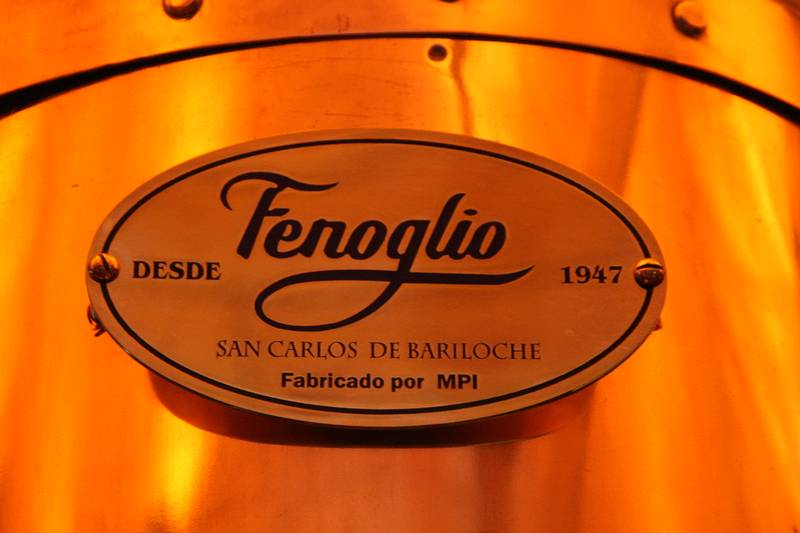 Fenoglio
DESDE 1947
SAN CARLOS DE BARILOCHE
Fabricado por MPI